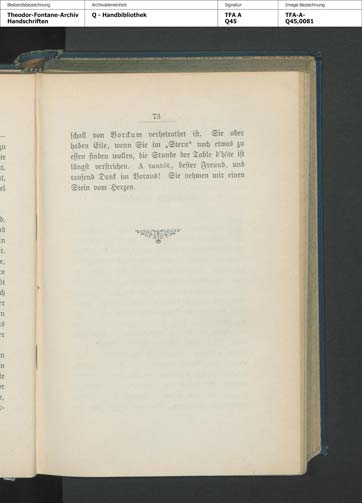 Bestandsbezeichnung
Archivalieneinheit
Signatur
Image-Bezeichnung
Theodor-Fontane-Archiv
Handschriften
Q - Handbibliothek
TFA A
Q45
TFA-A-
Q45,0081
73
schall von Borckum verheirathet ist. Sie aber
haben Eile, wenn Sie im „Stern“ noch etwas zu
essen finden wollen, die Stunde der Table d'hôte ist
längst verstrichen. A tantôt, bester Freund, und
tausend Dank im Voraus! Sie nehmen mir einen
Stein vom Herzen.